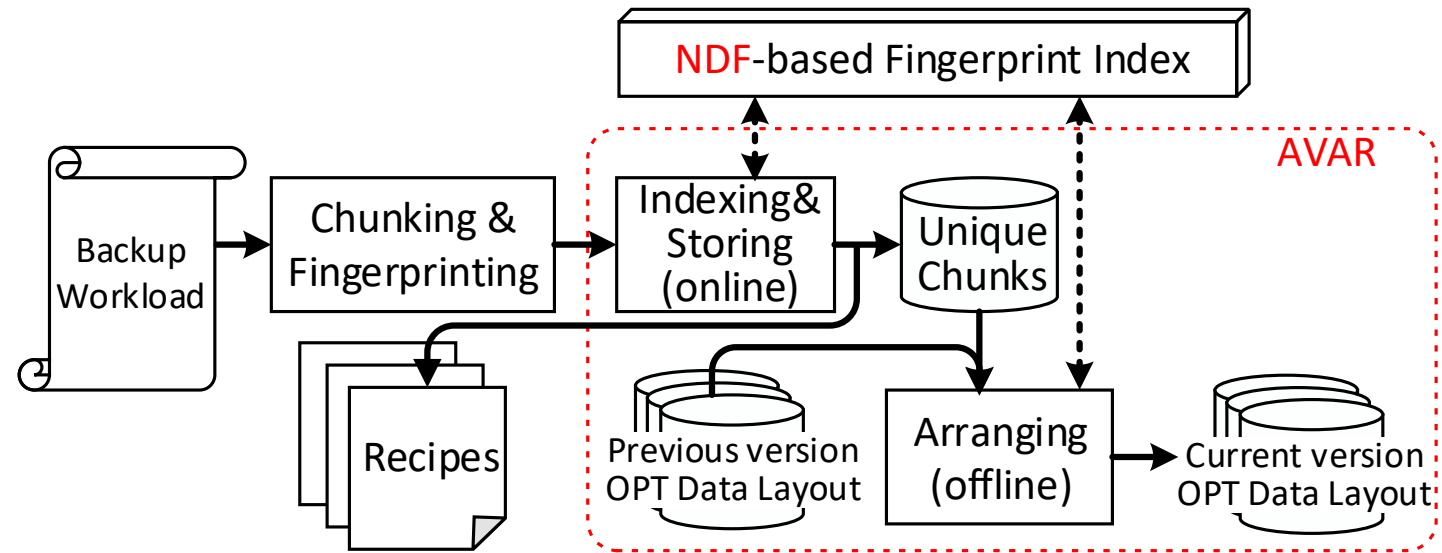 NDF-based Fingerprint Index
AVAR
Backup
Workload
Chunking &
Fingerprinting
Indexing&
Storing
(online)
Unique
Chunks
Recipes
Previous version
OPT Data Layout
Arranging
(offline)
Current version
OPT Data Layout